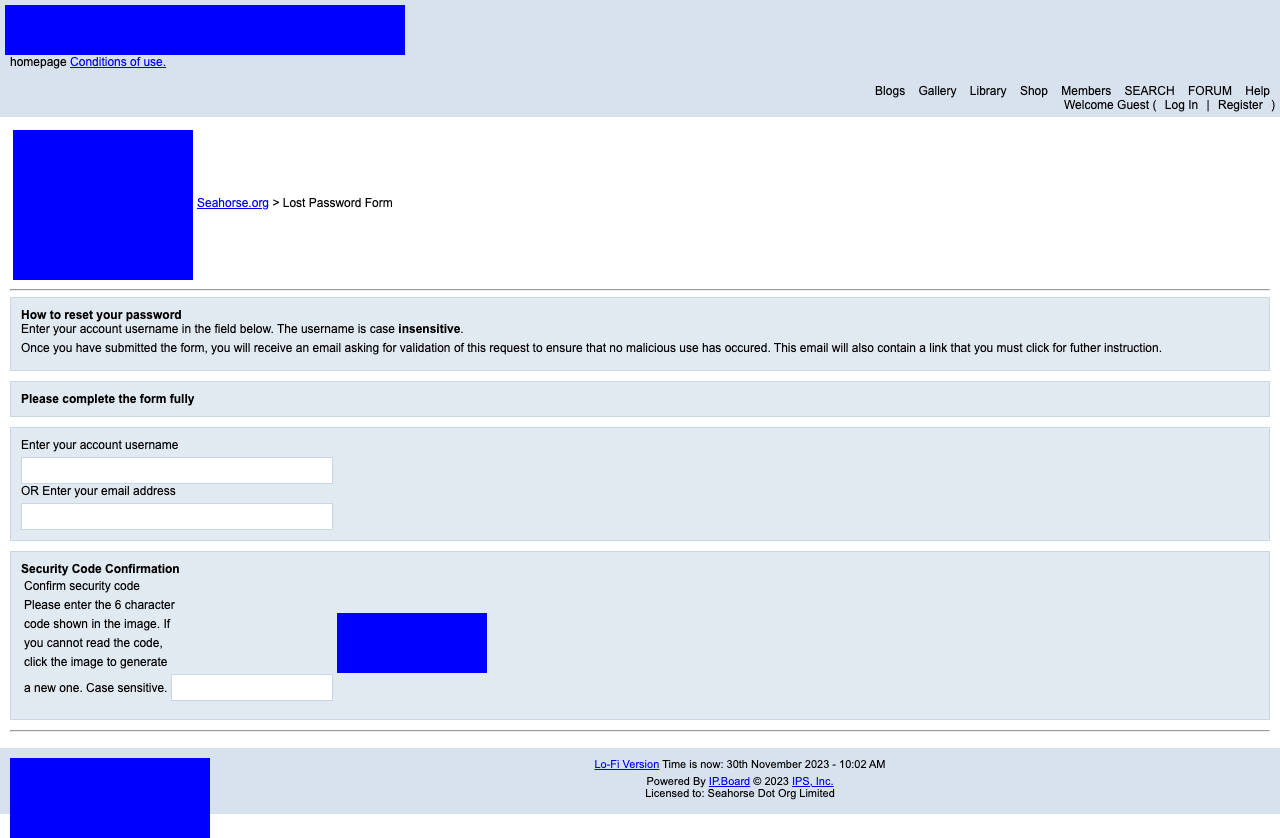 homepage Conditions of use.
Blogs Gallery Library Shop Members SEARCH FORUM Help
Welcome Guest ( Log In | Register )
Seahorse.org > Lost Password Form
How to reset your password
Enter your account username in the field below. The username is case insensitive.
Once you have submitted the form, you will receive an email asking for validation of this request to ensure that no malicious use has occured. This email will also contain a link that you must click for futher instruction.
Please complete the form fully
Enter your account username
OR Enter your email address
Security Code Confirmation
Confirm security code
Please enter the 6 character
code shown in the image. If
you cannot read the code,
click the image to generate
a new one. Case sensitive.
Lo-Fi Version Time is now: 30th November 2023 - 10:02 AM
Powered By IP.Board © 2023 IPS, Inc.
Licensed to: Seahorse Dot Org Limited